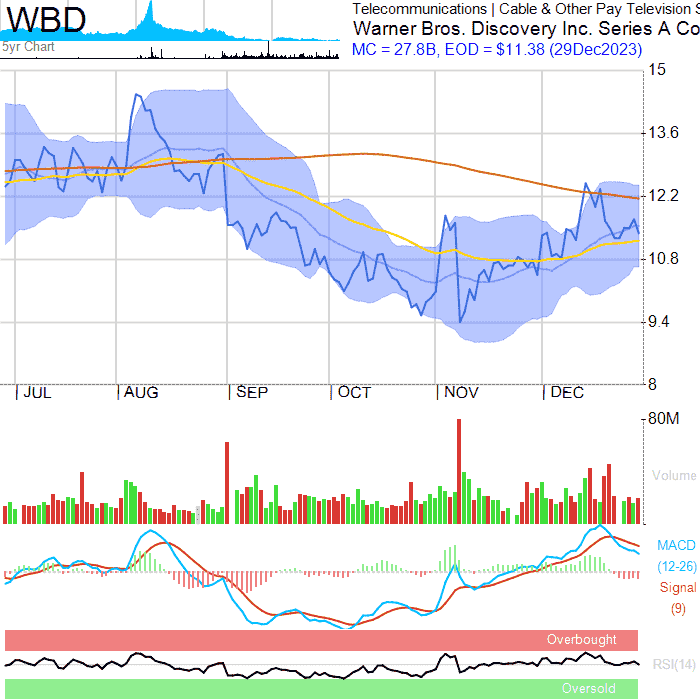 WBD
5yr Chart
Telecommunications | Cable & Other Pay Television S
Warner Bros. Discovery Inc. Series A Co
MC = 27.8B, EOD = $11.38 (29Dec2023)
15
13.6
12.2
10.8
9.4
8
JUL AUG SEP OCT NOV DEC
80M
Volume
MACD
(12-26)
Signal
(9)
Overbought
RSI(14)
Oversold